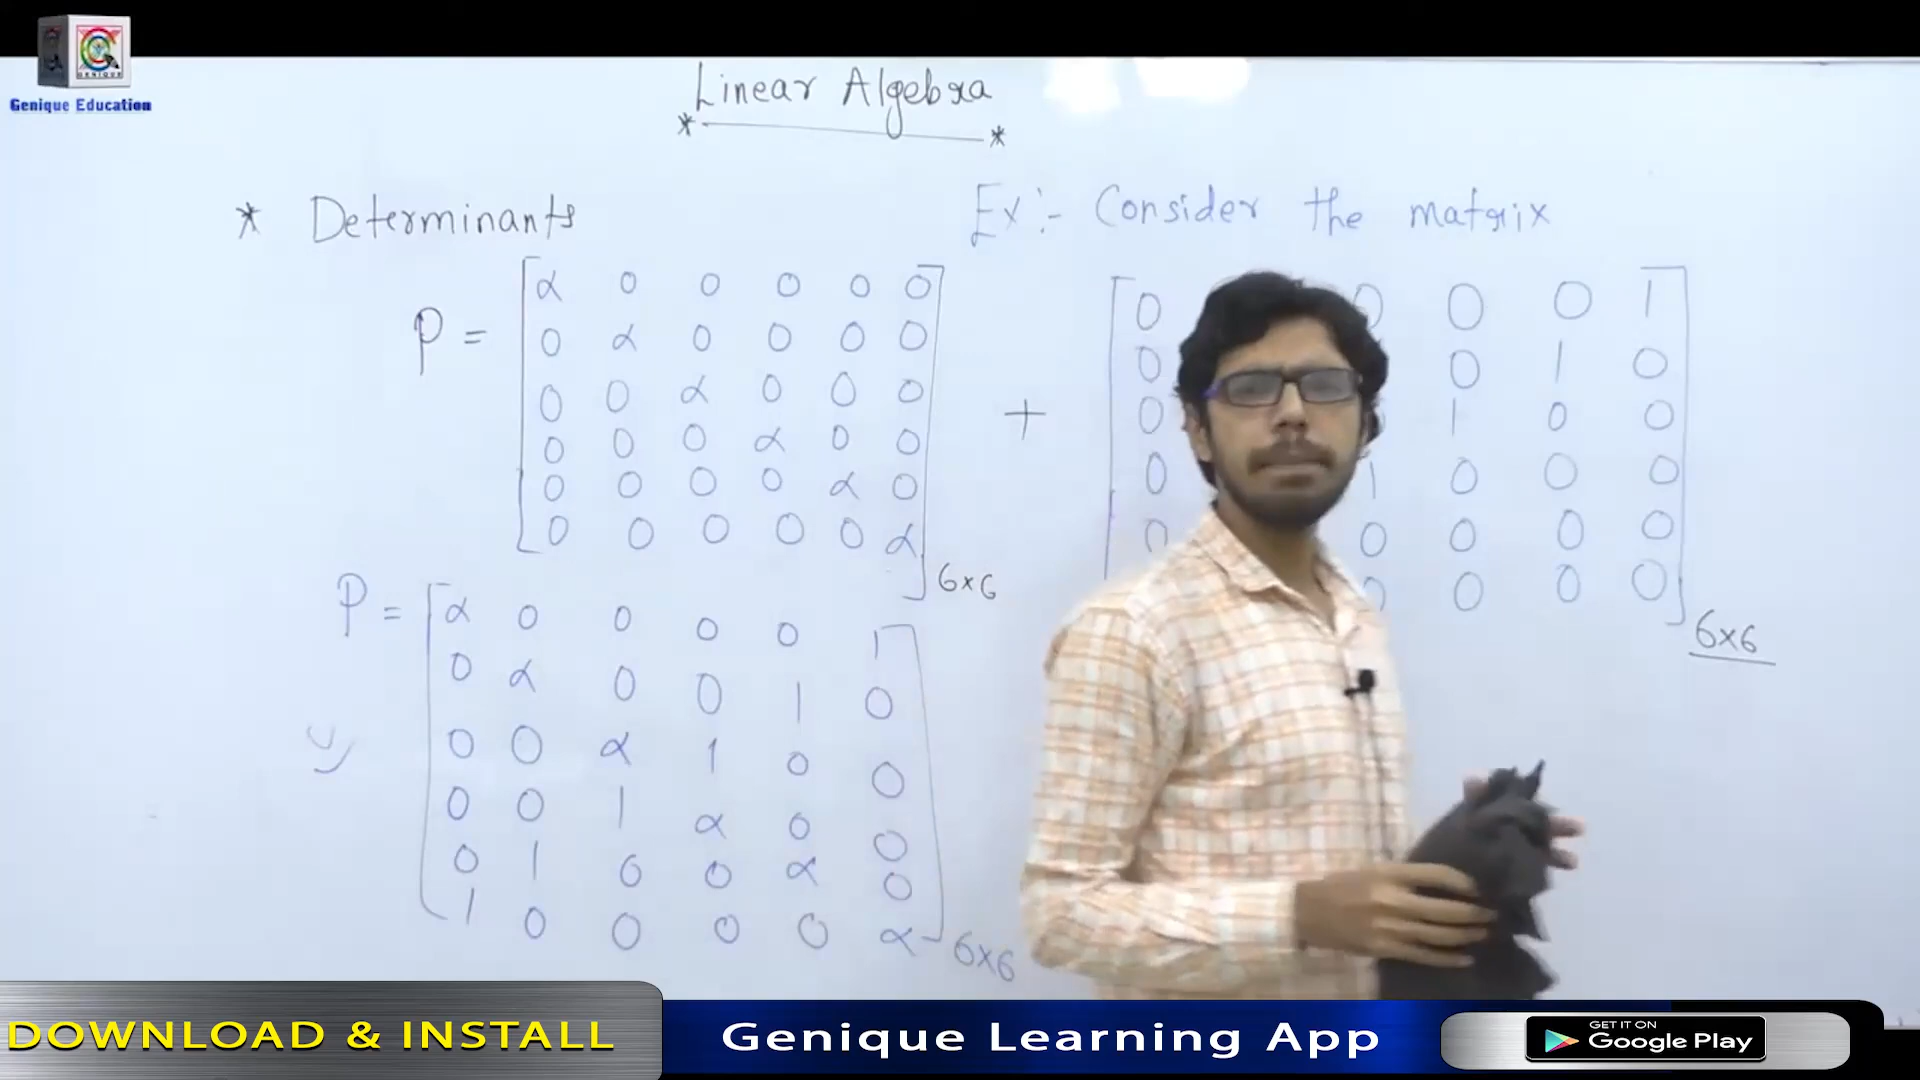 Genique Education
Linear Algebra
* *
* Determinants
Ex:- Consider the matrix
P = [α 0 0 0 0 0
0 α 0 0 0 0
0 0 α 0 0 0
0 0 0 α 0 0
0 0 0 0 α 0
0 0 0 0 0 α] 6×6
+
[0 0 0 0 1
0 0 1 0
0 1 0 0
0 1 0 0 0
0 0 0 0 0
0 0 0 0] 6×6
P = [α 0 0 0 0 1
0 α 0 0 1 0
0 0 α 1 0 0
0 0 1 α 0 0
0 1 0 0 α 0
1 0 0 0 0 α] 6×6
DOWNLOAD & INSTALL
Genique Learning App
GET IT ON
Google Play